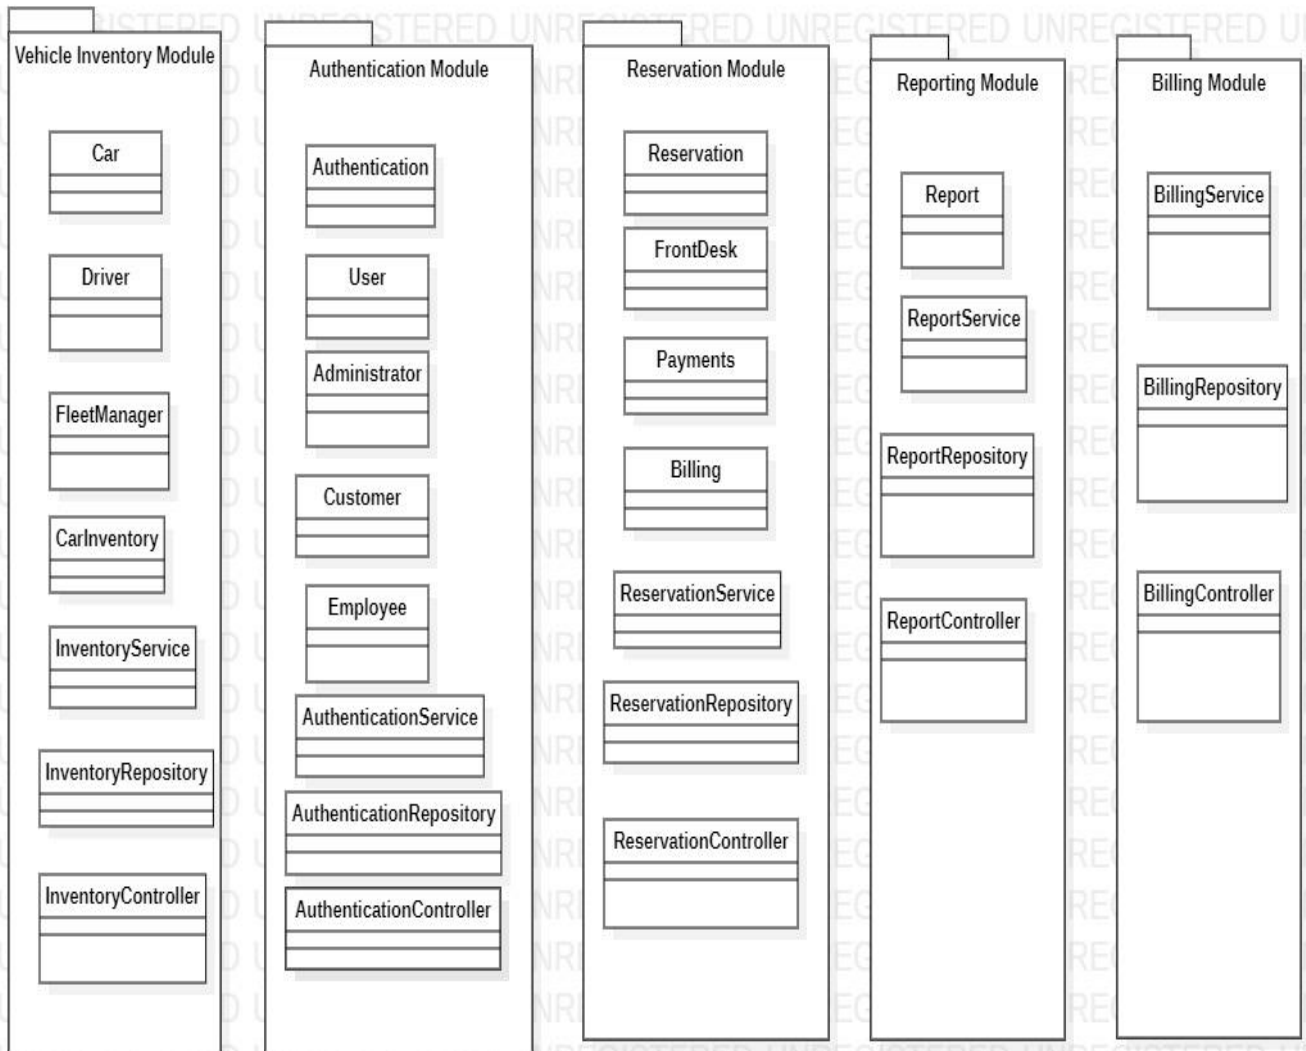 Vehicle Inventory Module
Car
Driver
FleetManager
CarInventory
InventoryService
InventoryRepository
InventoryController
Authentication Module
Authentication
User
Administrator
Customer
Employee
AuthenticationService
AuthenticationRepository
AuthenticationController
Reservation Module
Reservation
FrontDesk
Payments
Billing
ReservationService
ReservationRepository
ReservationController
Reporting Module
Report
ReportService
ReportRepository
ReportController
Billing Module
BillingService
BillingRepository
BillingController
UNREGISTERED